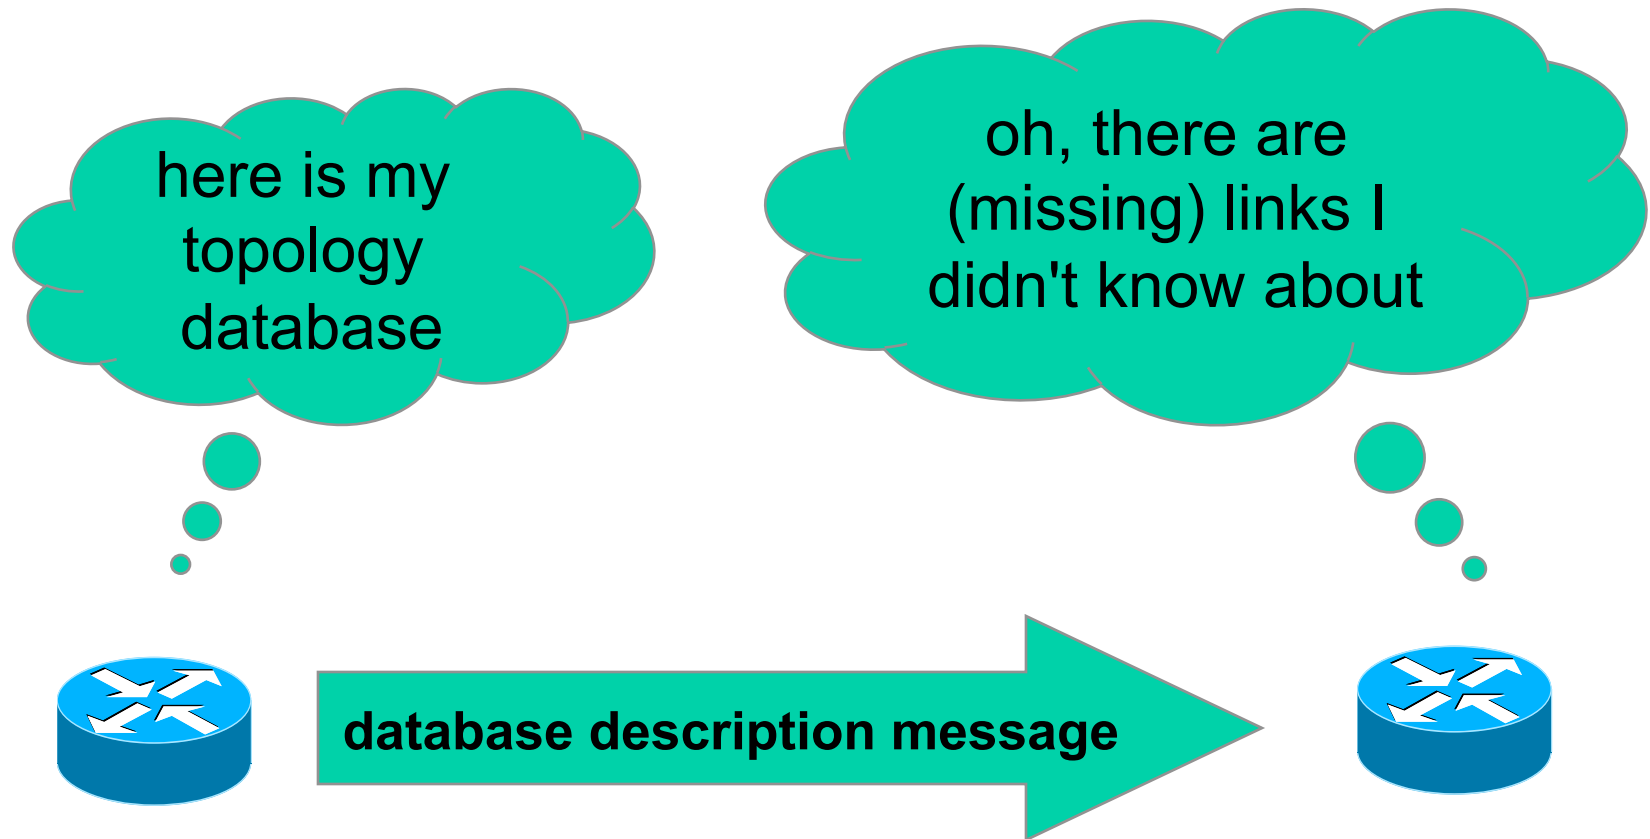 here is my
topology
database
oh, there are
(missing) links I
didn't know about
database description message